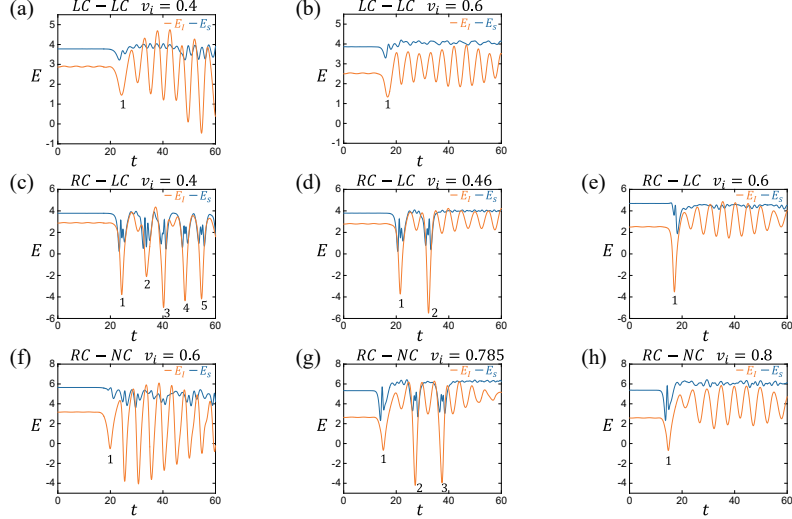 (a) LC – LC v_i = 0.4
E_l E_s
5
4
3
2
1
0
-1
E
1
0 20 40 60
t
(b) LC – LC v_i = 0.6
E_l E_s
5
4
3
2
1
0
-1
E
1
0 20 40 60
t
(c) RC – LC v_i = 0.4
E_l E_s
6
4
2
0
-2
-4
-6
E
1 2 3 4 5
0 20 40 60
t
(d) RC – LC v_i = 0.46
E_l E_s
6
4
2
0
-2
-4
-6
E
1 2
0 20 40 60
t
(e) RC – LC v_i = 0.6
E_l E_s
6
4
2
0
-2
-4
-6
E
1
0 20 40 60
t
(f) RC – NC v_i = 0.6
E_l E_s
8
6
4
2
0
-2
-4
-6
E
1
0 20 40 60
t
(g) RC – NC v_i = 0.785
E_l E_s
8
6
4
2
0
-2
-4
-6
E
1 2 3
0 20 40 60
t
(h) RC – NC v_i = 0.8
E_l E_s
8
6
4
2
0
-2
-4
-6
E
1
0 20 40 60
t